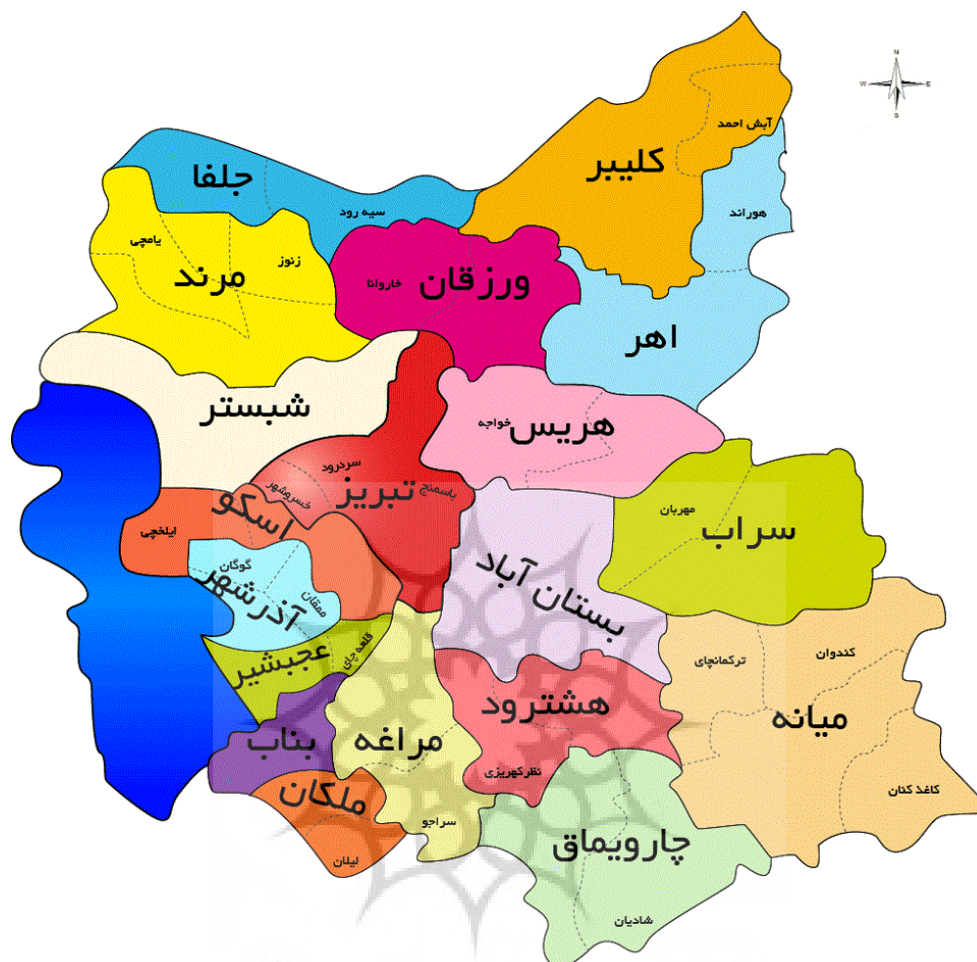 N
W E
S
آبش احمد
کلیبر
جلفا
سیه رود
هوراند
یامچی
زنوز
مرند
خاروانا
ورزقان
اهر
شبستر
خواجه
هریس
سردرود
خسروشهر
تبریز
یاسمنج
مهربان
سراب
ایلخچی
اسکو
بستان آباد
گوگان
آذرشهر
ممقان
عجبشیر
قلعه چای
ترکمانچای
کندوان
میانه
هشترود
نظرکهریزی
بناب
مراغه
ملکان
کاغذ کنان
سراجو
لیلان
چارویماق
شادیان